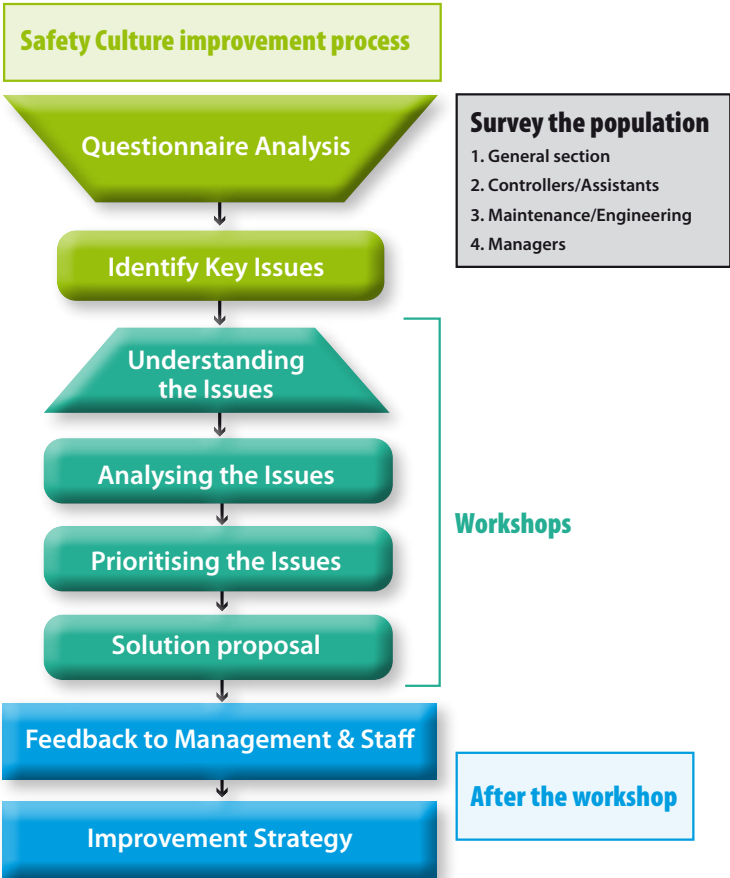 Safety Culture improvement process
Questionnaire Analysis
Survey the population
1. General section
2. Controllers/Assistants
3. Maintenance/Engineering
4. Managers
Identify Key Issues
Understanding
the Issues
Analysing the Issues
Prioritising the Issues
Solution proposal
Workshops
Feedback to Management & Staff
Improvement Strategy
After the workshop